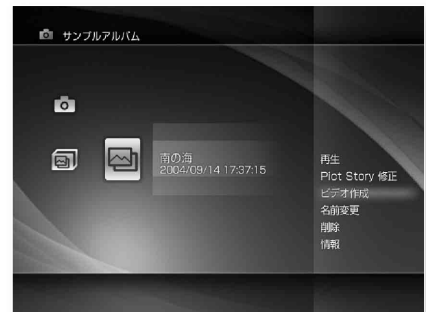 サンプルアルバム
南の海
2004/09/14 17:37:15
再生
Pict Story 修正
ビデオ作成
名前変更
削除
情報